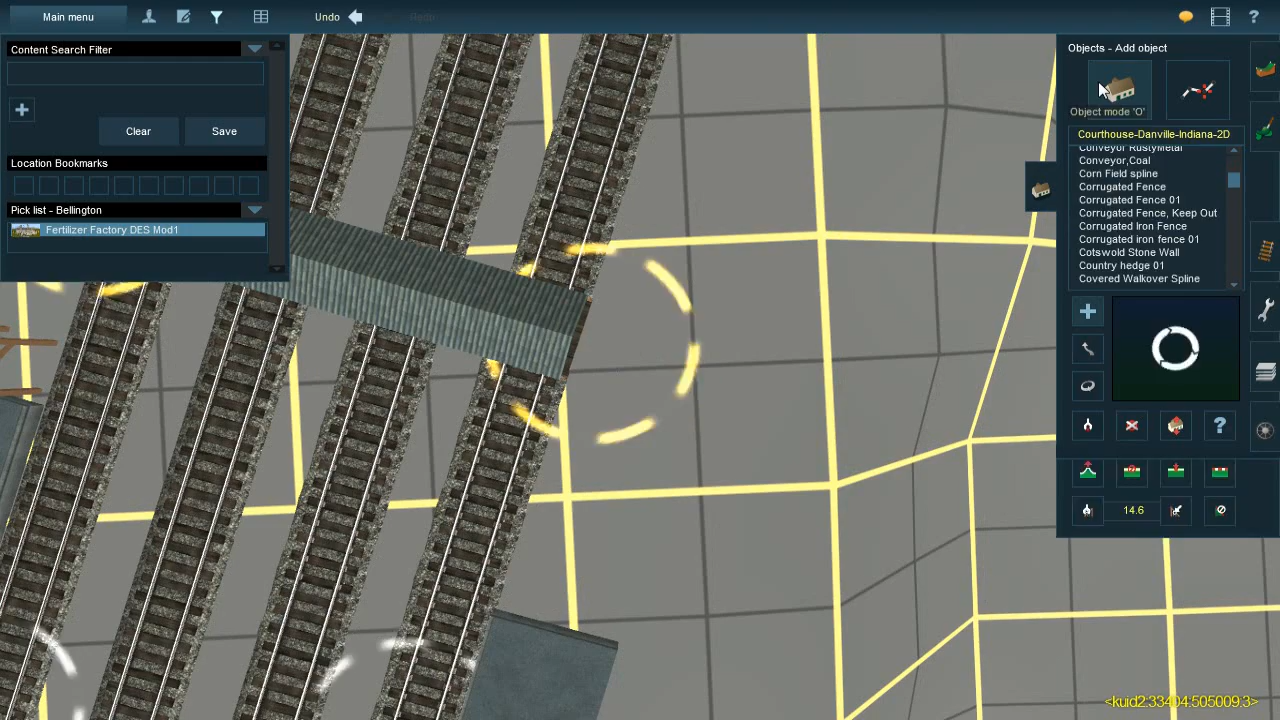 Main menu
Undo
Redo
?
Content Search Filter
Clear
Save
Location Bookmarks
Pick list - Bellington
Fertilizer Factory DES Mod1
Objects - Add object
Object mode 'O'
Courthouse-Danville-Indiana-2D
Conveyor RustyMetal
Conveyor,Coal
Corn Field spline
Corrugated Fence
Corrugated Fence 01
Corrugated Fence, Keep Out
Corrugated Iron Fence
Corrugated iron fence 01
Cotswold Stone Wall
Country hedge 01
Covered Walkover Spline
?
14.6
<kuid2:33404:505009:3>